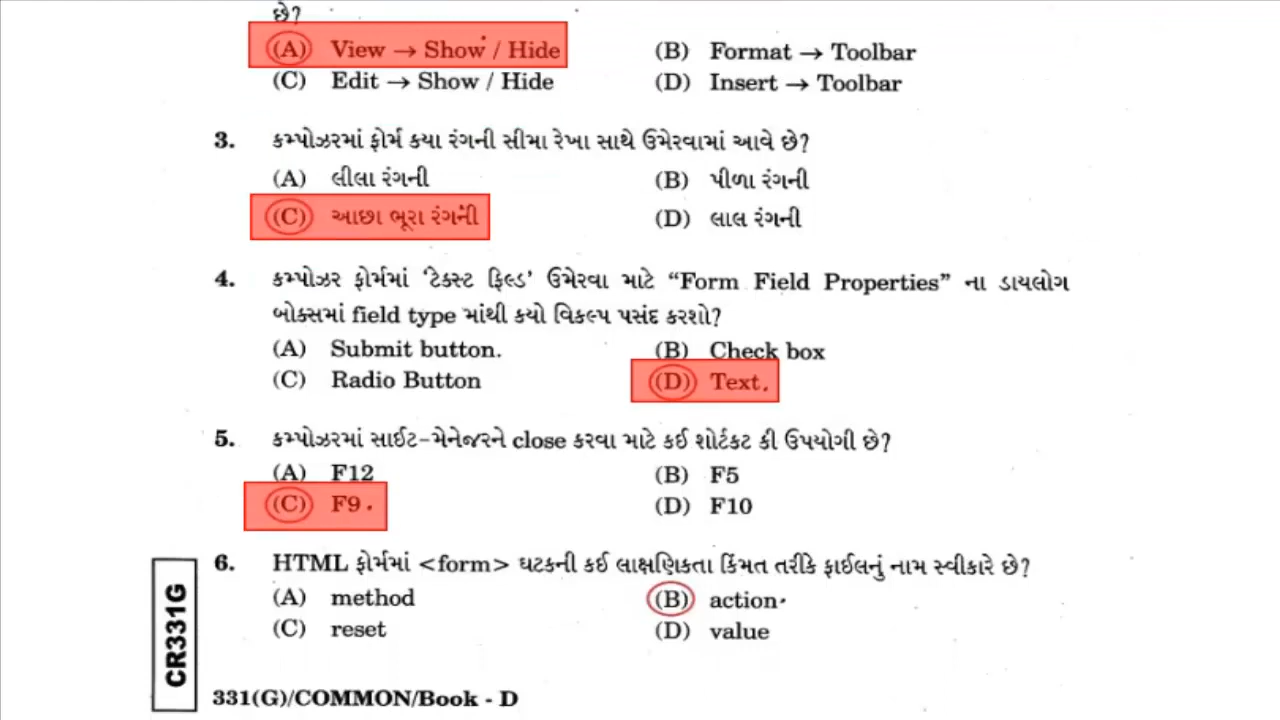 છે?
(A) View → Show / Hide (B) Format → Toolbar
(C) Edit → Show / Hide (D) Insert → Toolbar
3. કમ્પોઝરમાં ફોર્મ કયા રંગની સીમા રેખા સાથે ઉમેરવામાં આવે છે?
(A) લીલા રંગની (B) પીળા રંગની
(C) આછા ભૂરા રંગની (D) લાલ રંગની
4. કમ્પોઝર ફોર્મમાં ‘ટેક્સ્ટ ફિલ્ડ’ ઉમેરવા માટે “Form Field Properties” ના ડાયલોગ
બોક્સમાં field type માંથી કયો વિકલ્પ પસંદ કરશો?
(A) Submit button. (B) Check box
(C) Radio Button (D) Text.
5. કમ્પોઝરમાં સાઈટ-મેનેજરને close કરવા માટે કઈ શોર્ટકટ કી ઉપયોગી છે?
(A) F12 (B) F5
(C) F9. (D) F10
6. HTML ફોર્મમાં <form> ઘટકની કઈ લાક્ષણિકતા કિંમત તરીકે ફાઈલનું નામ સ્વીકારે છે?
(A) method (B) action
(C) reset (D) value
CR331G
331(G)/COMMON/Book - D